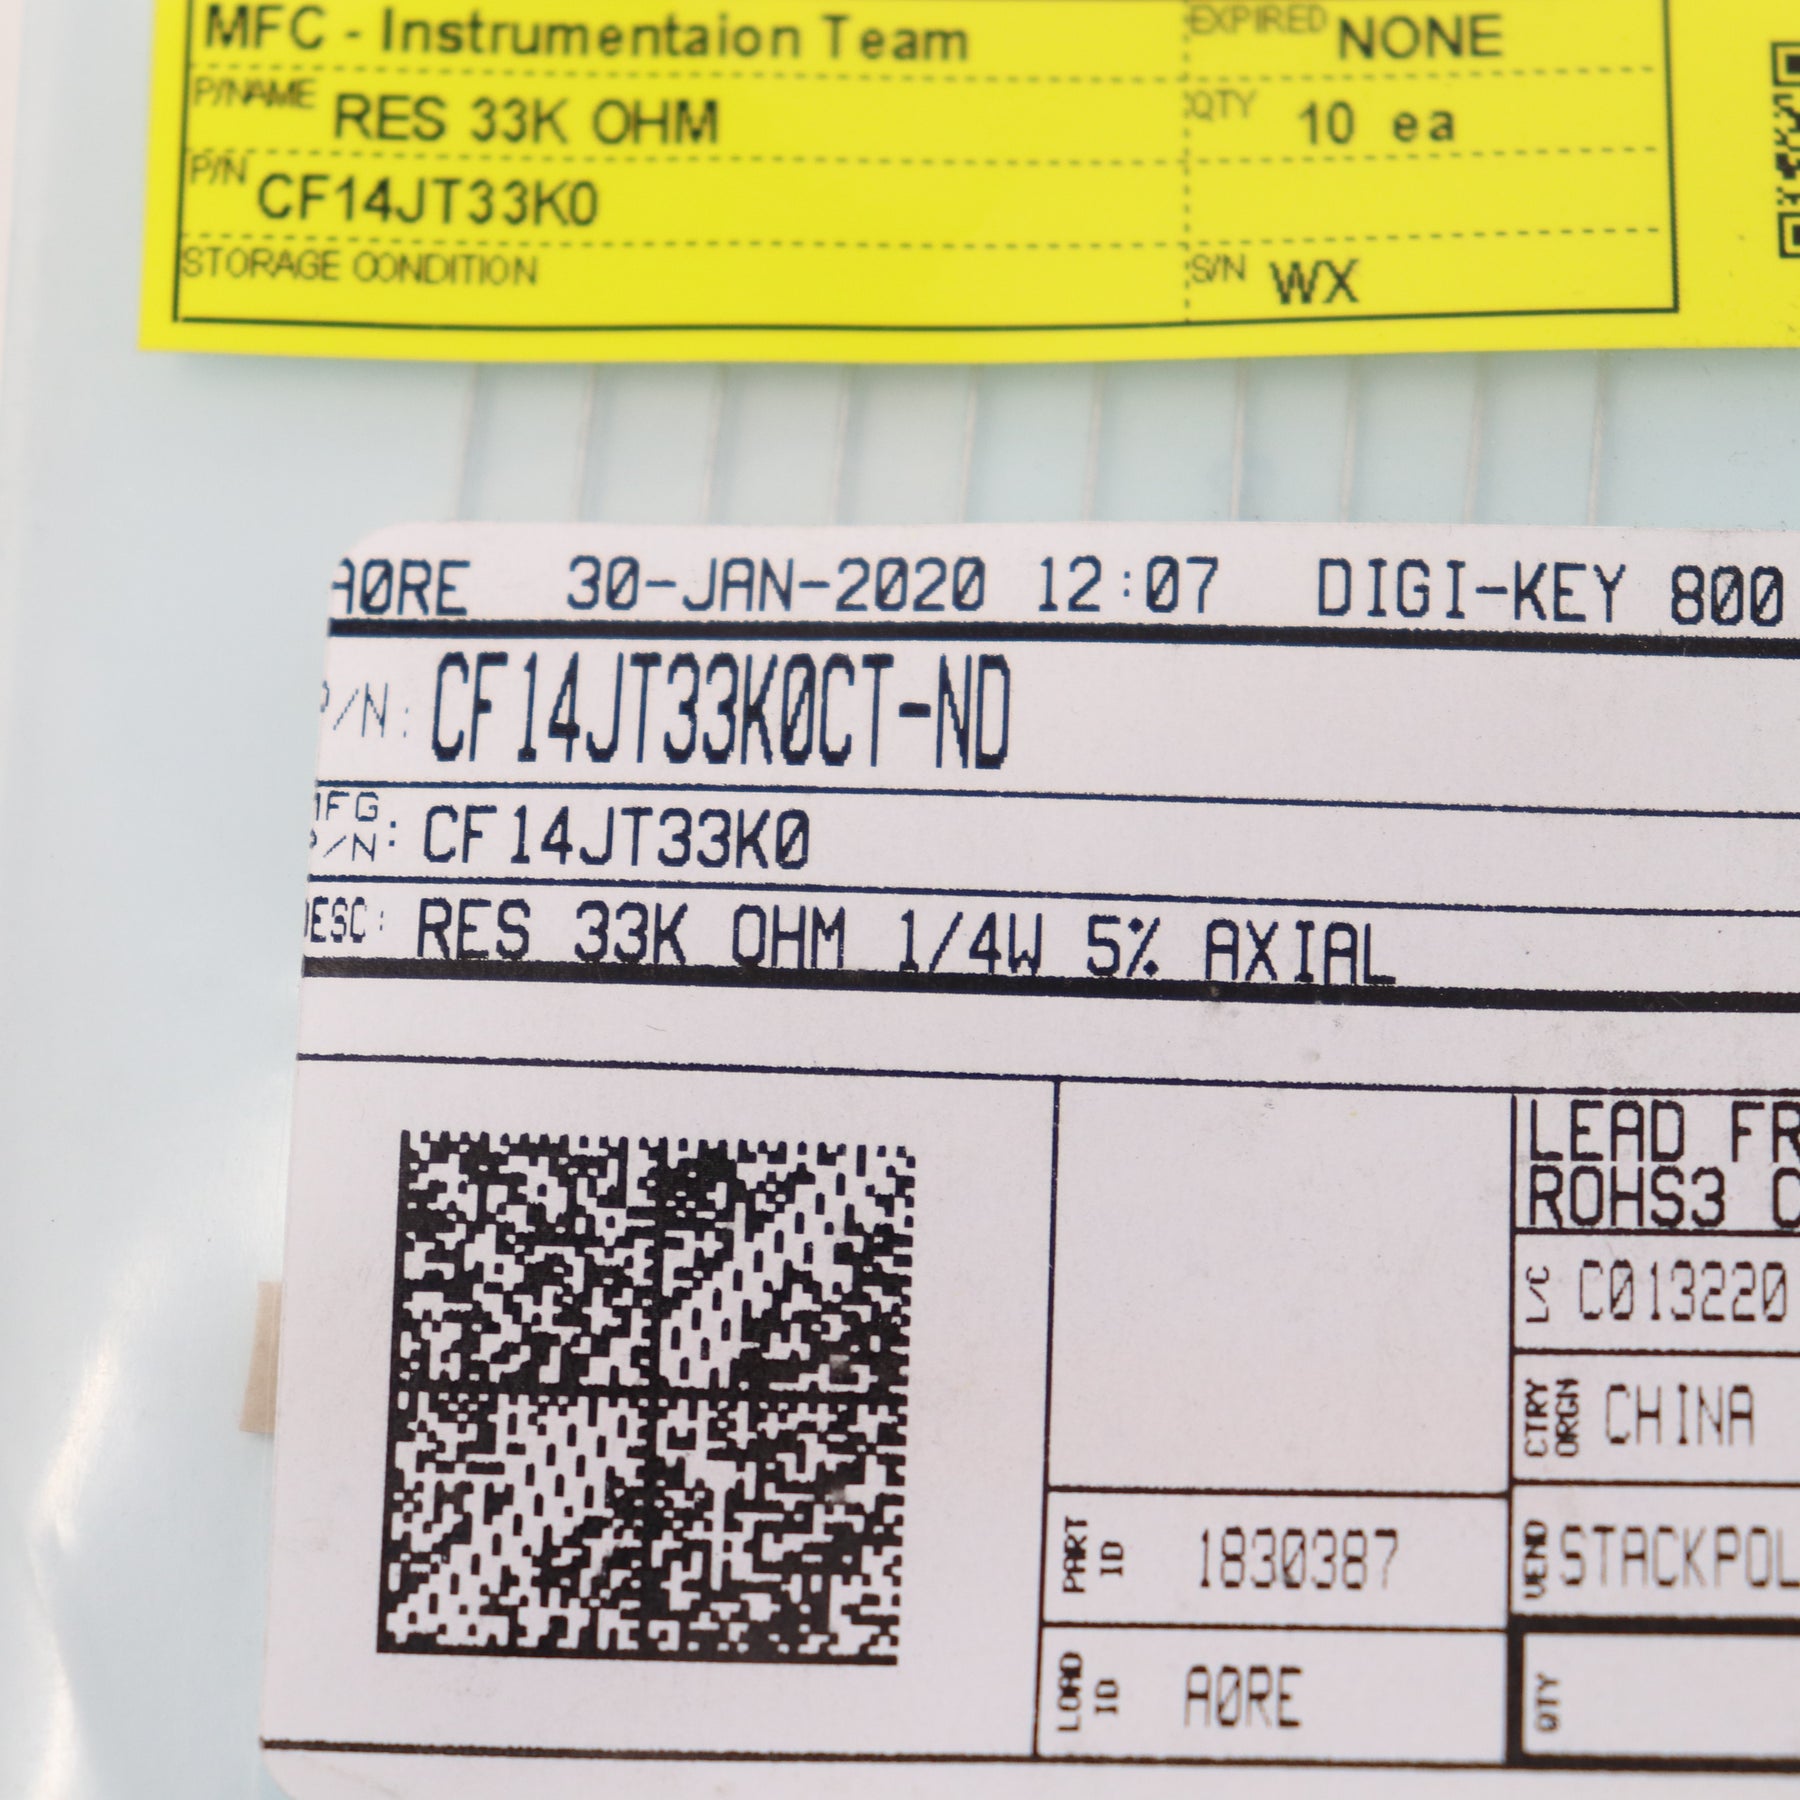 MFC - Instrumentaion Team EXPIRED NONE
P/NAME RES 33K OHM QTY 10 ea
P/N CF14JT33K0
STORAGE CONDITION S/N WX
A0RE 30-JAN-2020 12:07 DIGI-KEY 800
P/N: CF14JT33K0CT-ND
MFG P/N: CF14JT33K0
DESC: RES 33K OHM 1/4W 5% AXIAL
LEAD FR
ROHS3 C
L/C C013220
CTRY ORGN CHINA
PART ID 1830387
VEND STACKPOL
LOAD ID A0RE
QTY